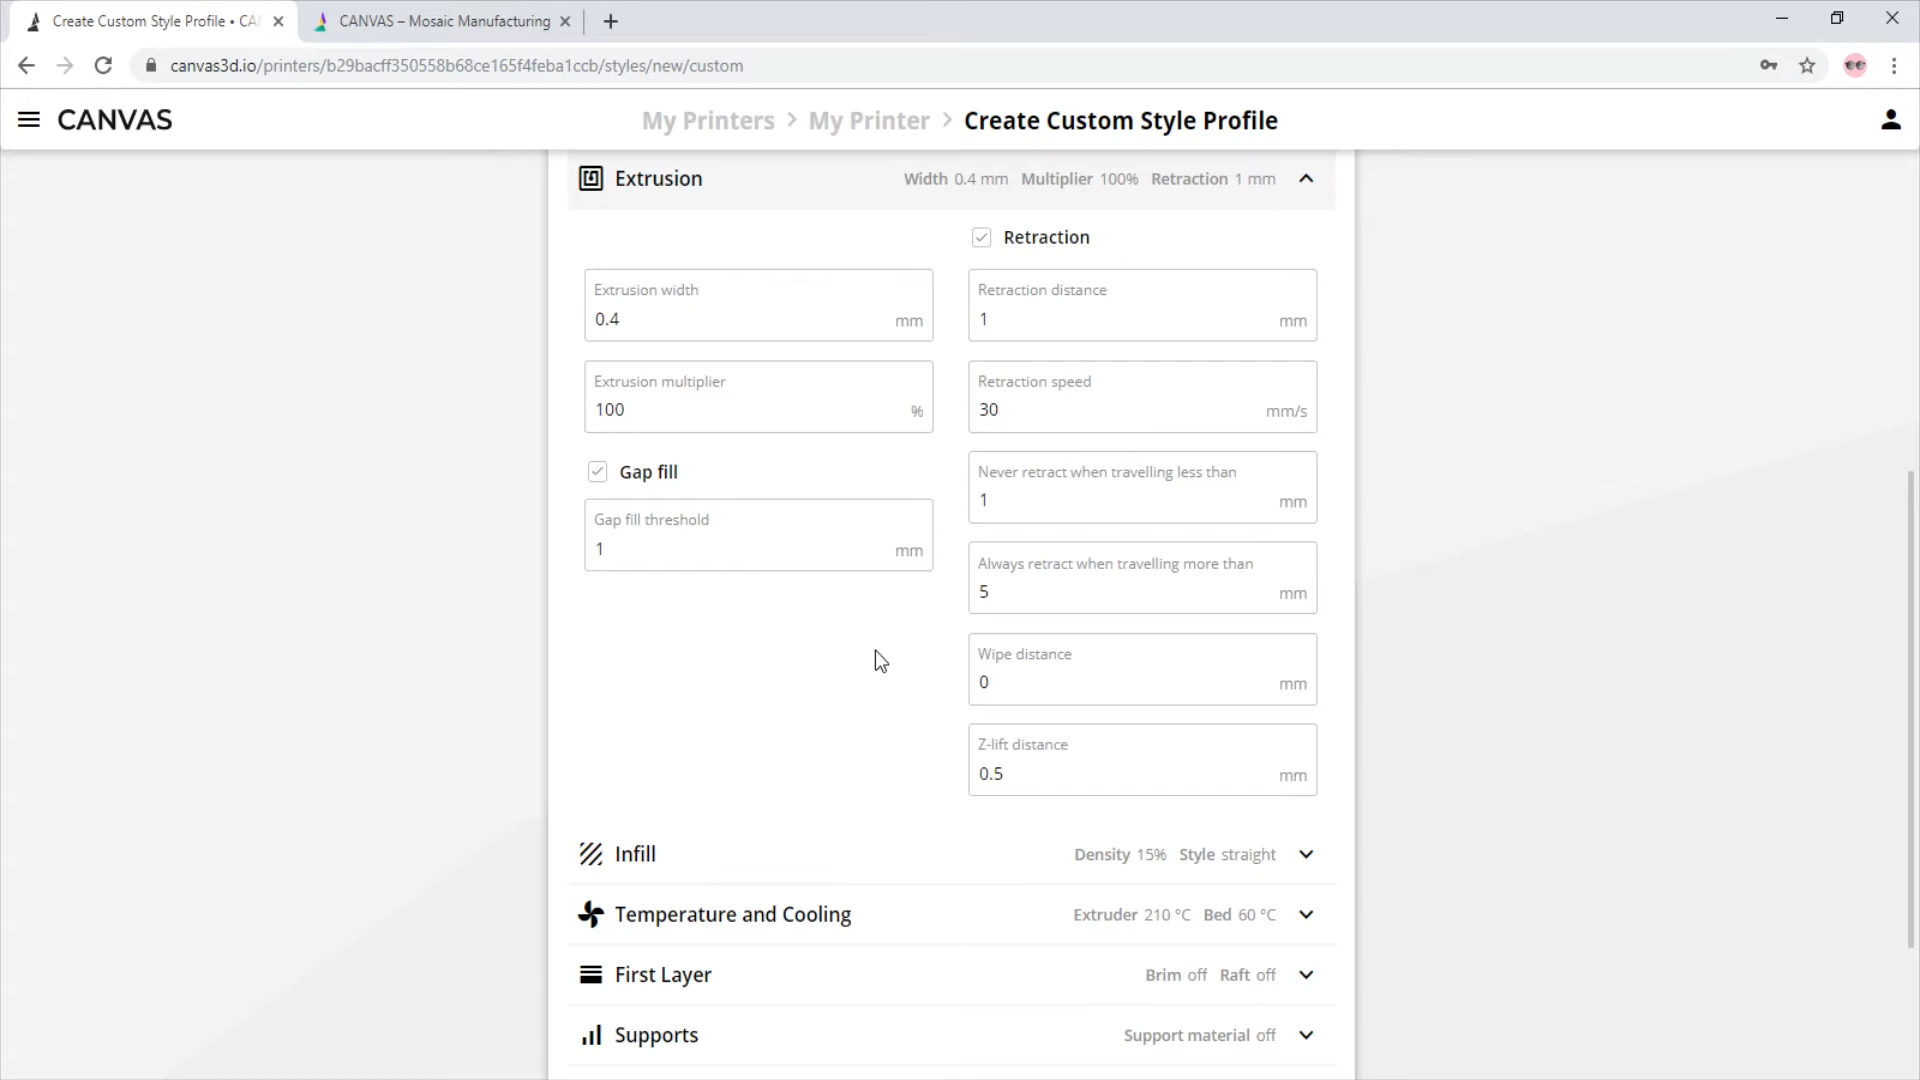 Create Custom Style Profile • CA
CANVAS – Mosaic Manufacturing
canvas3d.io/printers/b29bacff350558b68ce165f4feba1ccb/styles/new/custom
CANVAS
My Printers > My Printer > Create Custom Style Profile
Extrusion
Width 0.4 mm Multiplier 100% Retraction 1 mm
Retraction
Extrusion width
0.4 mm
Retraction distance
1 mm
Extrusion multiplier
100 %
Retraction speed
30 mm/s
Gap fill
Never retract when travelling less than
1 mm
Gap fill threshold
1 mm
Always retract when travelling more than
5 mm
Wipe distance
0 mm
Z-lift distance
0.5 mm
Infill
Density 15% Style straight
Temperature and Cooling
Extruder 210 °C Bed 60 °C
First Layer
Brim off Raft off
Supports
Support material off